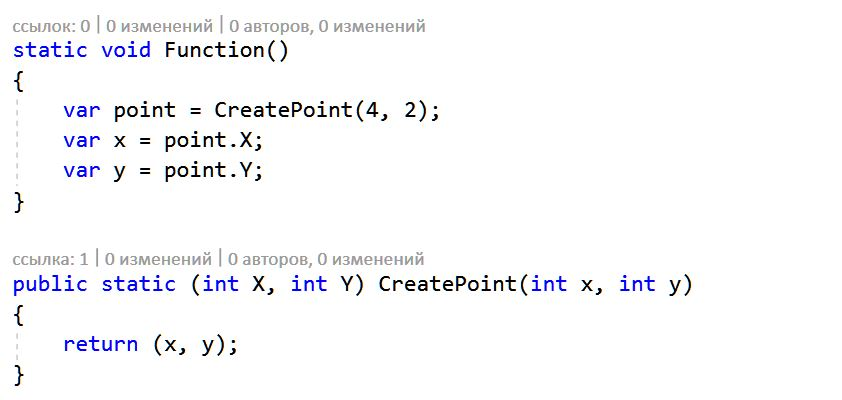 ссылок: 0 | 0 изменений | 0 авторов, 0 изменений
static void Function()
{
    var point = CreatePoint(4, 2);
    var x = point.X;
    var y = point.Y;
}
ссылка: 1 | 0 изменений | 0 авторов, 0 изменений
public static (int X, int Y) CreatePoint(int x, int y)
{
    return (x, y);
}